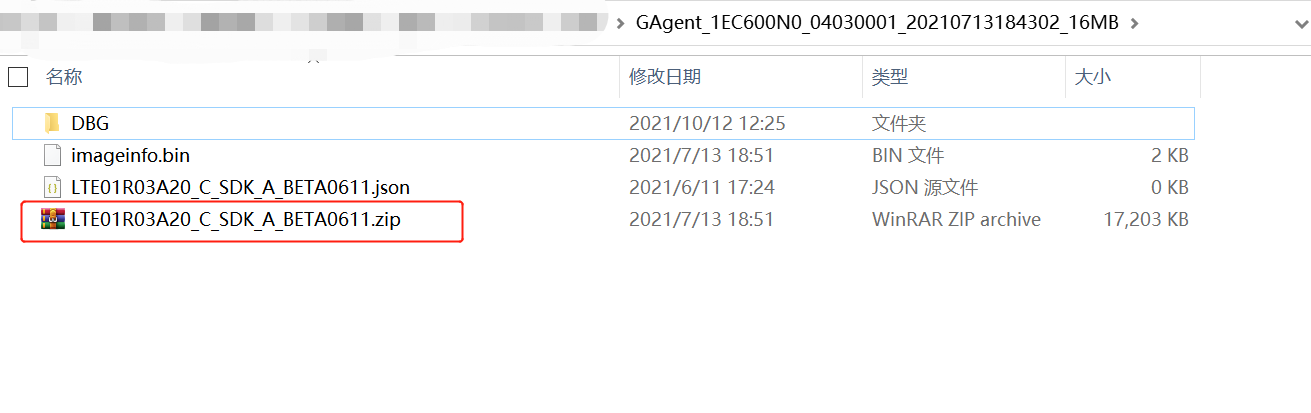 GAgent_1EC600N0_04030001_20210713184302_16MB
名称 修改日期 类型 大小
DBG 2021/10/12 12:25 文件夹
imageinfo.bin 2021/7/13 18:51 BIN 文件 2 KB
LTE01R03A20_C_SDK_A_BETA0611.json 2021/6/11 17:24 JSON 源文件 0 KB
LTE01R03A20_C_SDK_A_BETA0611.zip 2021/7/13 18:51 WinRAR ZIP archive 17,203 KB